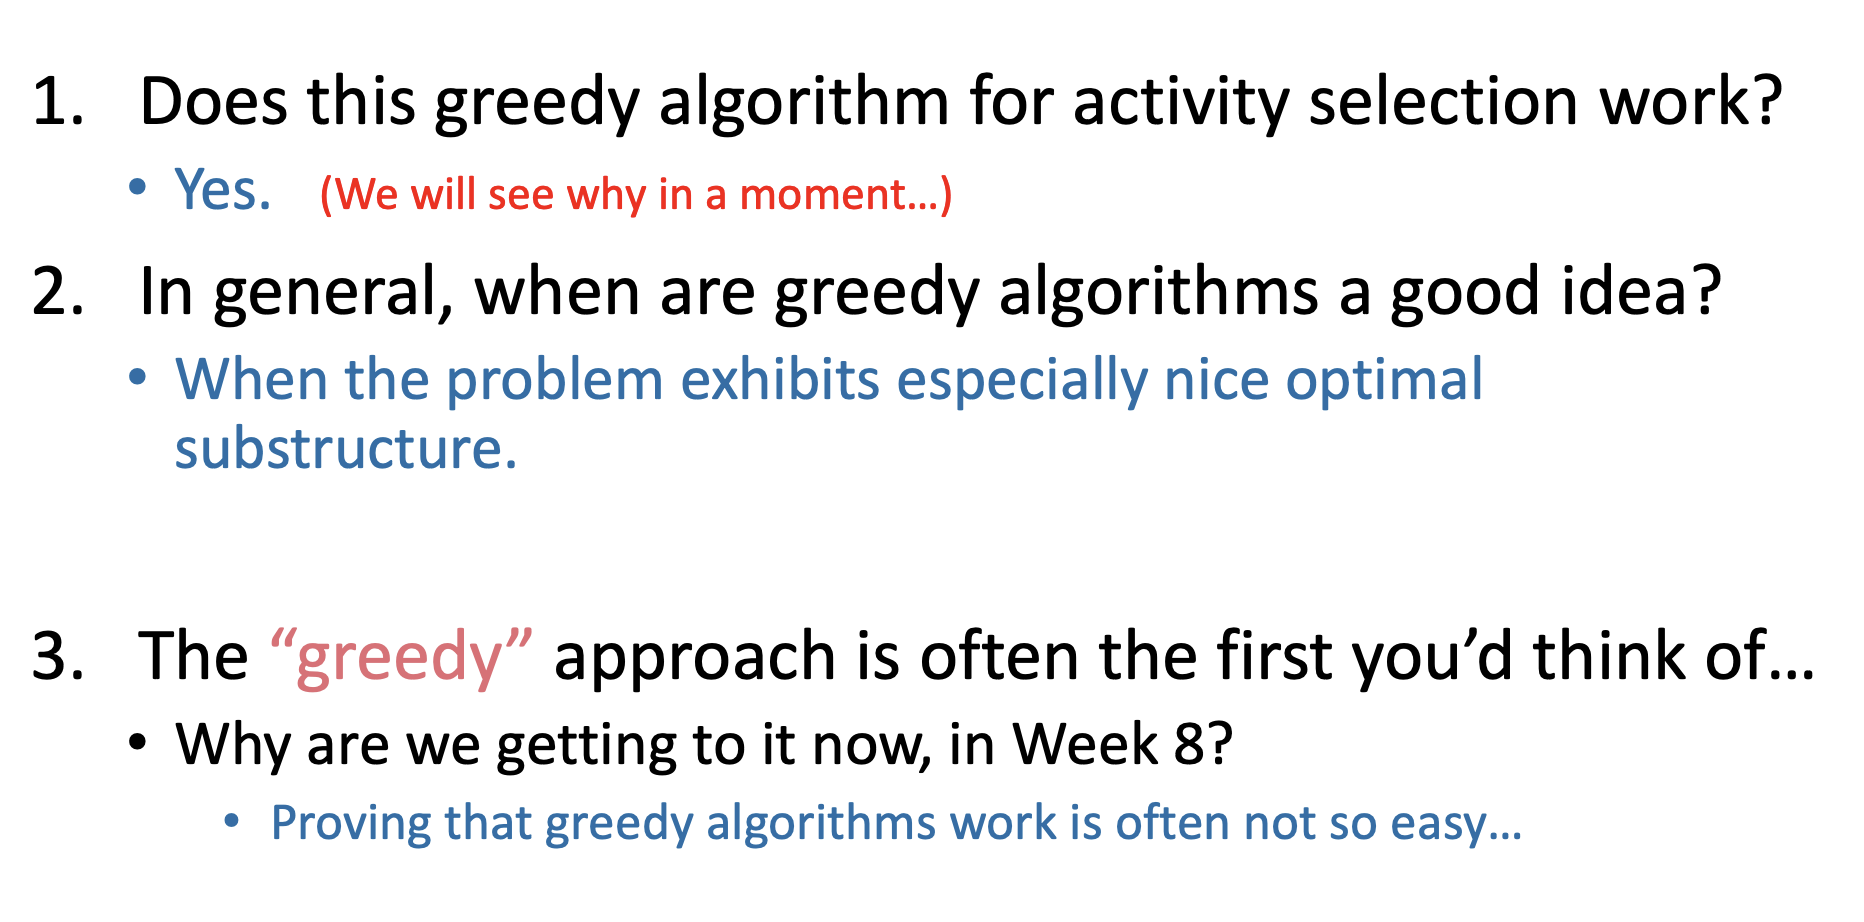 1. Does this greedy algorithm for activity selection work?
• Yes. (We will see why in a moment...)
2. In general, when are greedy algorithms a good idea?
• When the problem exhibits especially nice optimal
substructure.
3. The “greedy” approach is often the first you’d think of...
• Why are we getting to it now, in Week 8?
• Proving that greedy algorithms work is often not so easy...